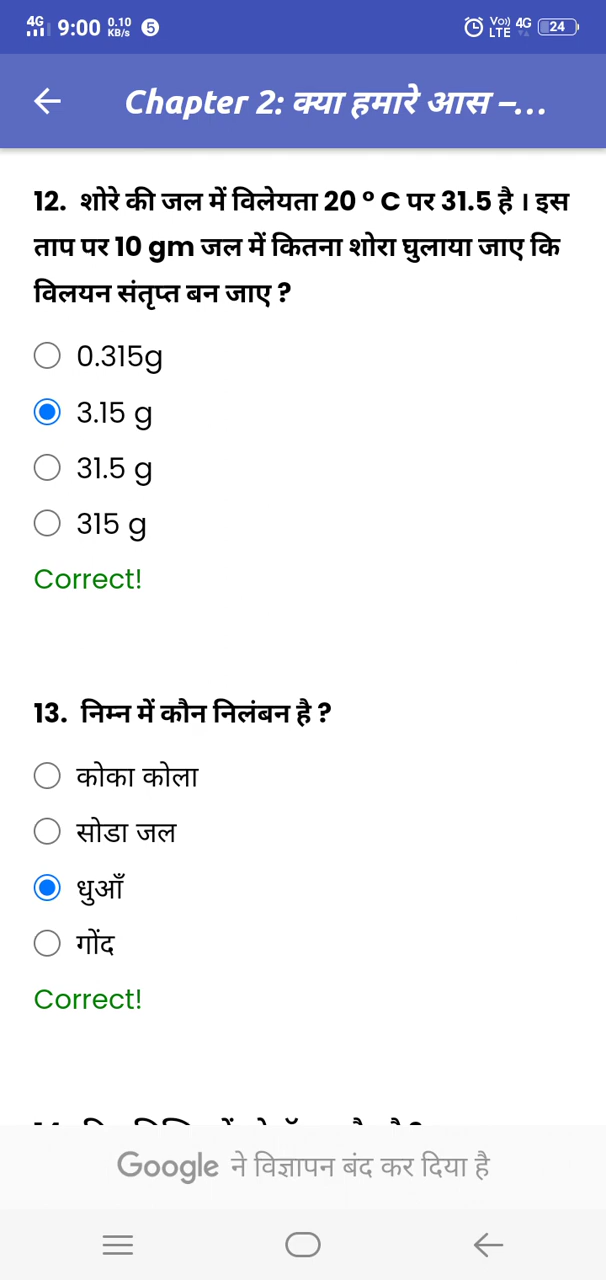 4G 9:00 0.10 KB/s 5 Vo) LTE 4G 24
Chapter 2: क्या हमारे आस –...
12. शोरे की जल में विलेयता 20 ° C पर 31.5 है । इस
ताप पर 10 gm जल में कितना शोरा घुलाया जाए कि
विलयन संतृप्त बन जाए ?
0.315g
3.15 g
31.5 g
315 g
Correct!
13. निम्न में कौन निलंबन है ?
कोका कोला
सोडा जल
धुआँ
गोंद
Correct!
Google ने विज्ञापन बंद कर दिया है